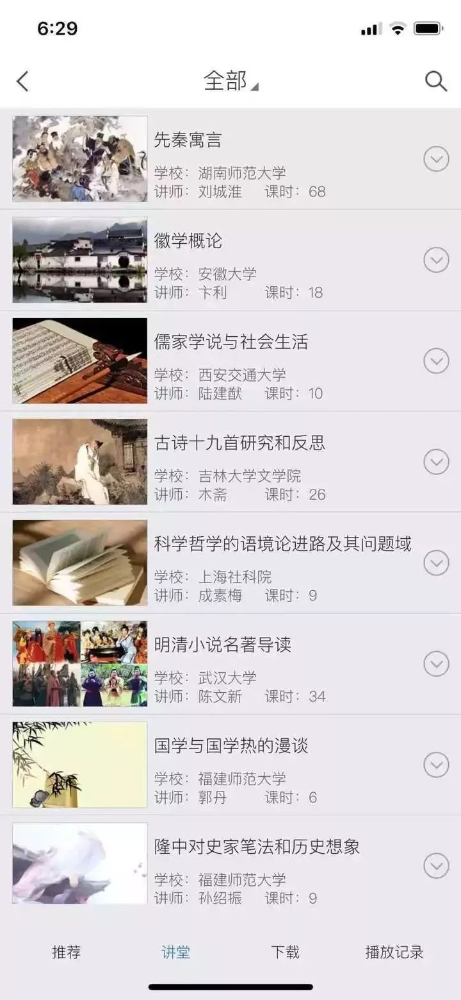 6:29
全部
先秦寓言
学校：湖南师范大学
讲师：刘城淮 课时：68
徽学概论
学校：安徽大学
讲师：卞利 课时：18
儒家学说与社会生活
学校：西安交通大学
讲师：陆建猷 课时：10
古诗十九首研究和反思
学校：吉林大学文学院
讲师：木斋 课时：26
科学哲学的语境论进路及其问题域
学校：上海社科院
讲师：成素梅 课时：9
明清小说名著导读
学校：武汉大学
讲师：陈文新 课时：34
国学与国学热的漫谈
学校：福建师范大学
讲师：郭丹 课时：6
隆中对史家笔法和历史想象
学校：福建师范大学
讲师：孙绍振 课时：9
推荐 讲堂 下载 播放记录